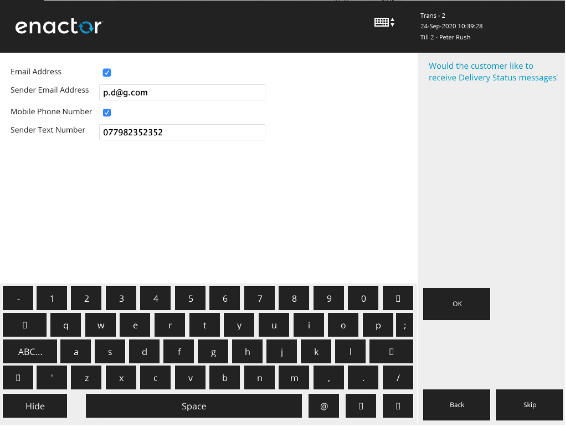 enactor
Trans - 2
24-Sep-2020 10:39:28
Till 2 - Peter Rush
Would the customer like to
receive Delivery Status messages
Email Address
Sender Email Address p.d@g.com
Mobile Phone Number
Sender Text Number 077982352352
- 1 2 3 4 5 6 7 8 9 0
q w e r t y u i o p ;
ABC... a s d f g h j k l
' z x c v b n m , . /
Hide Space @
OK
Back Skip